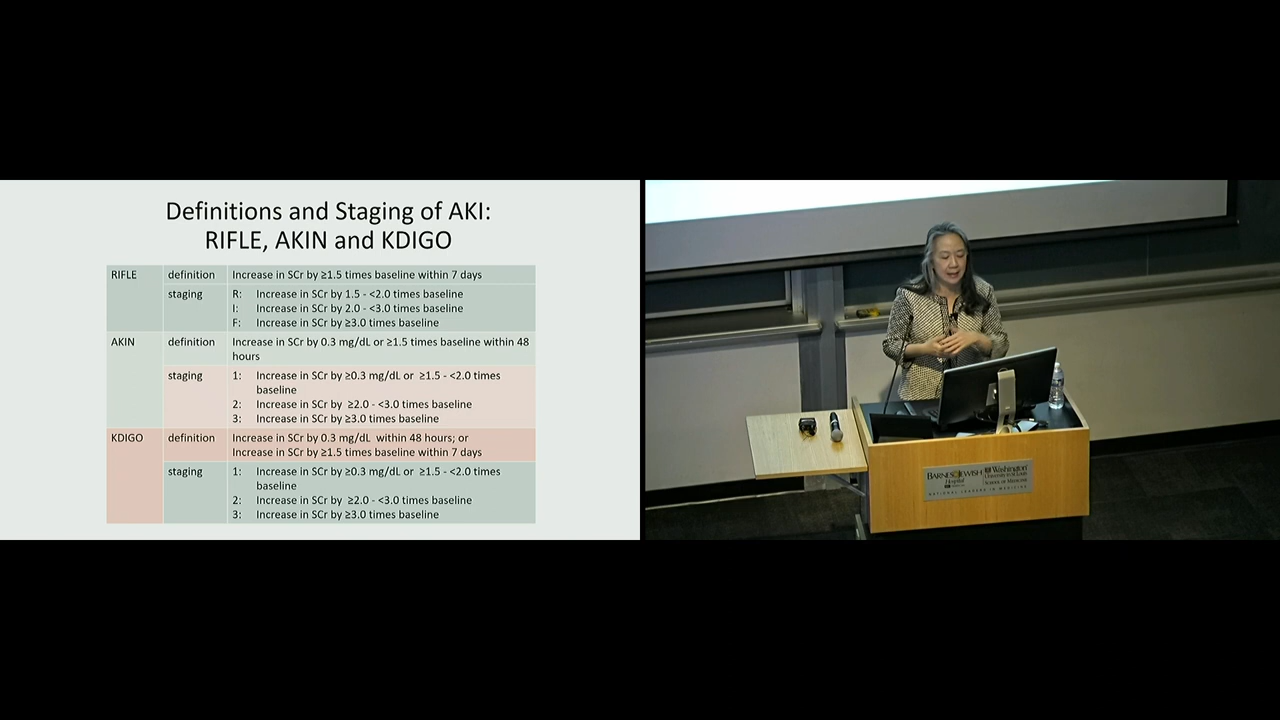 Definitions and Staging of AKI:
RIFLE, AKIN and KDIGO
RIFLE definition Increase in SCr by ≥1.5 times baseline within 7 days
staging R: Increase in SCr by 1.5 - <2.0 times baseline
I: Increase in SCr by 2.0 - <3.0 times baseline
F: Increase in SCr by ≥3.0 times baseline
AKIN definition Increase in SCr by 0.3 mg/dL or ≥1.5 times baseline within 48
hours
staging 1: Increase in SCr by ≥0.3 mg/dL or ≥1.5 - <2.0 times
baseline
2: Increase in SCr by ≥2.0 - <3.0 times baseline
3: Increase in SCr by ≥3.0 times baseline
KDIGO definition Increase in SCr by 0.3 mg/dL within 48 hours; or
Increase in SCr by ≥1.5 times baseline within 7 days
staging 1: Increase in SCr by ≥0.3 mg/dL or ≥1.5 - <2.0 times
baseline
2: Increase in SCr by ≥2.0 - <3.0 times baseline
3: Increase in SCr by ≥3.0 times baseline
BARNES JEWISH
Hospital
Washington
University in St. Louis
SCHOOL OF MEDICINE
NATIONAL LEADERS IN MEDICINE